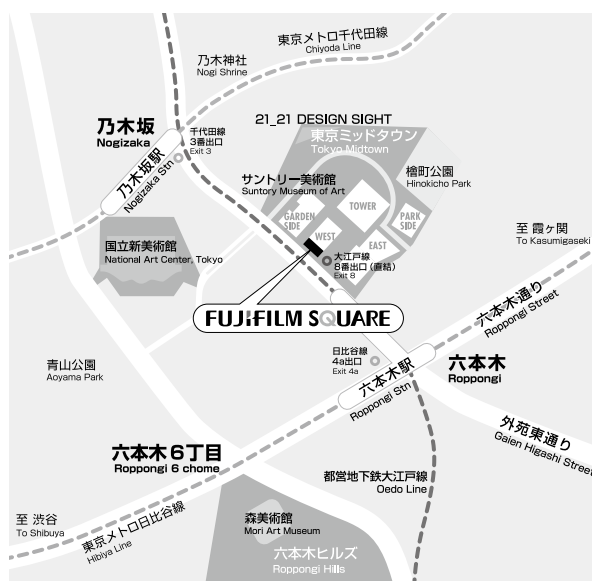 東京メトロ千代田線
Chiyoda Line
乃木神社
Nogi Shrine
乃木坂
Nogizaka
千代田線
3番出口
Exit 3
乃木坂駅
Nogizaka Stn
21_21 DESIGN SIGHT
東京ミッドタウン
Tokyo Midtown
サントリー美術館
Suntory Museum of Art
檜町公園
Hinokicho Park
GARDEN
SIDE
WEST
TOWER
EAST
PARK
SIDE
国立新美術館
National Art Center, Tokyo
大江戸線
8番出口(直結)
Exit 8
至 霞ヶ関
To Kasumigaseki
FUJIFILM SQUARE
六本木通り
Roppongi Street
青山公園
Aoyama Park
日比谷線
4a出口
Exit 4a
六本木駅
Roppongi Stn
六本木
Roppongi
外苑東通り
Gaien Higashi Street
六本木6丁目
Roppongi 6 chome
都営地下鉄大江戸線
Oedo Line
至 渋谷
To Shibuya
東京メトロ日比谷線
Hibiya Line
森美術館
Mori Art Museum
六本木ヒルズ
Roppongi Hills